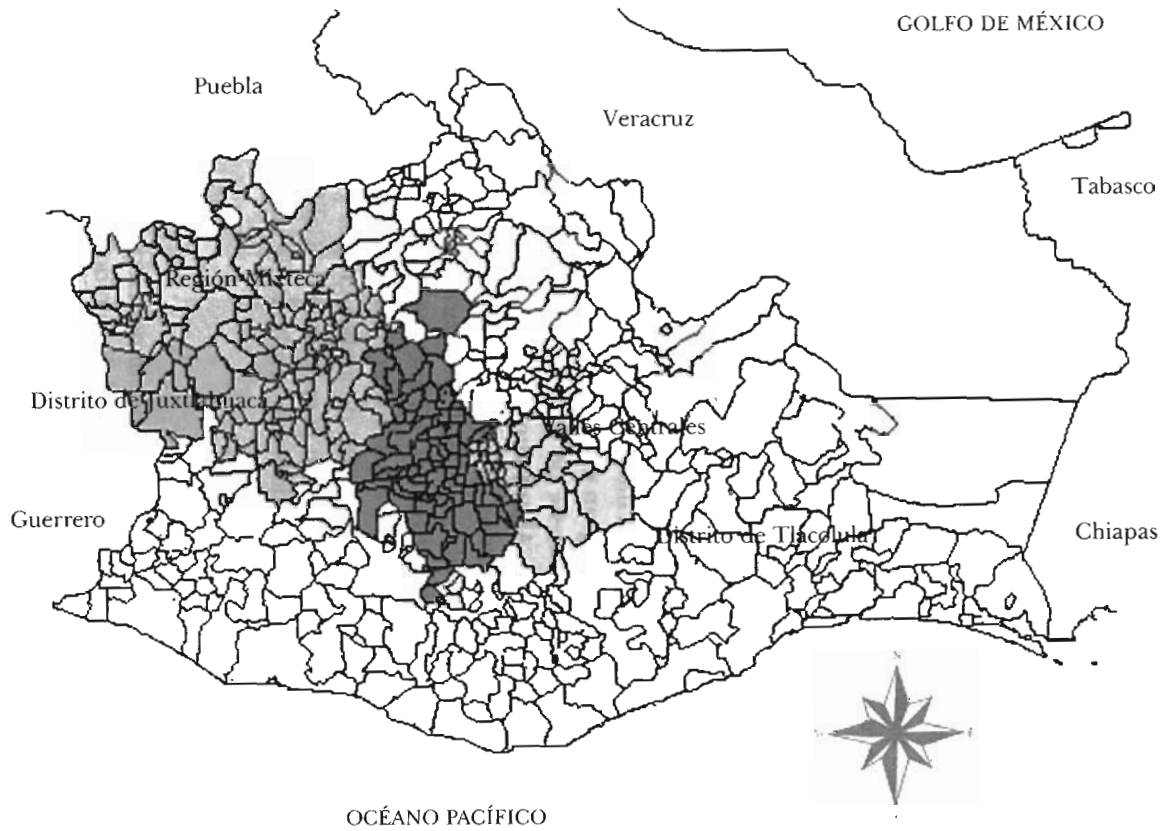 GOLFO DE MÉXICO
Puebla
Veracruz
Tabasco
Región Mixteca
Distrito de Juxtlahuaca
Valles Centrales
Guerrero
Distrito de Tlacolula
Chiapas
N
OCÉANO PACÍFICO